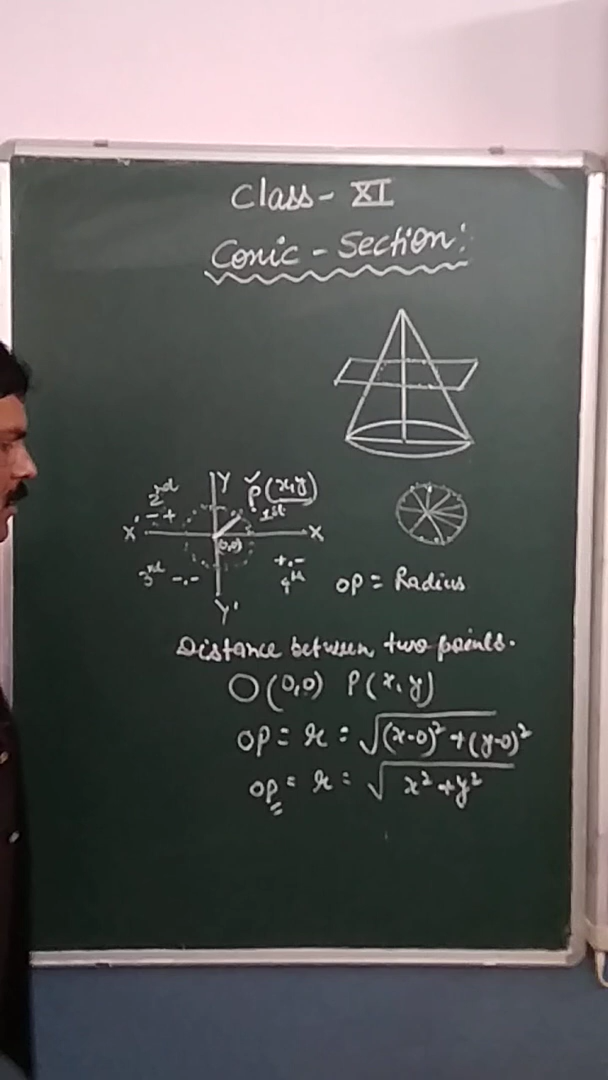 Class - XI
Conic - Section:
2nd
Y
P(x,y)
- +
1st
X'
X
(0,0)
3rd
-.-
+.-
4th
Y'
OP = Radius
Distance between two points.
O(0,0) P(x,y)
OP = r = √(x-0)² + (y-0)²
OP = r = √x² + y²